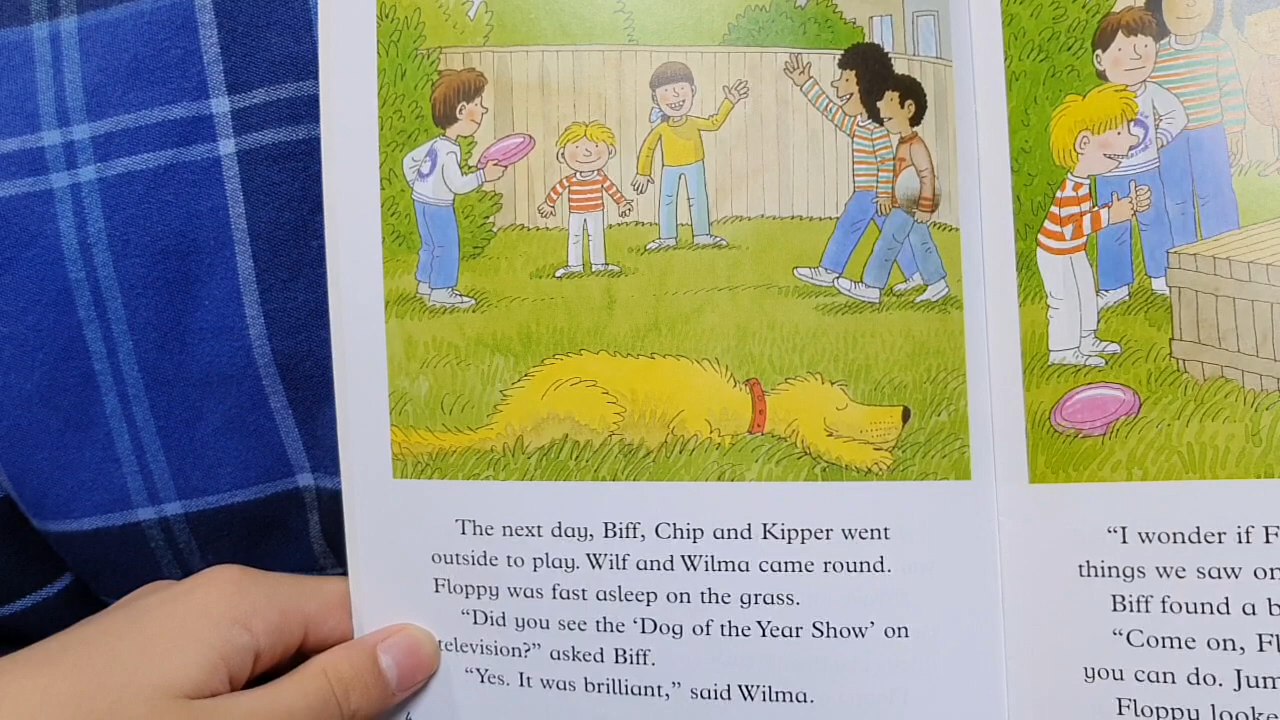 The next day, Biff, Chip and Kipper went
outside to play. Wilf and Wilma came round.
Floppy was fast asleep on the grass.
“Did you see the ‘Dog of the Year Show’ on
television?” asked Biff.
“Yes. It was brilliant,” said Wilma.
4
“I wonder if
things we saw
Biff found a
“Come on,
you can do.
Floppy